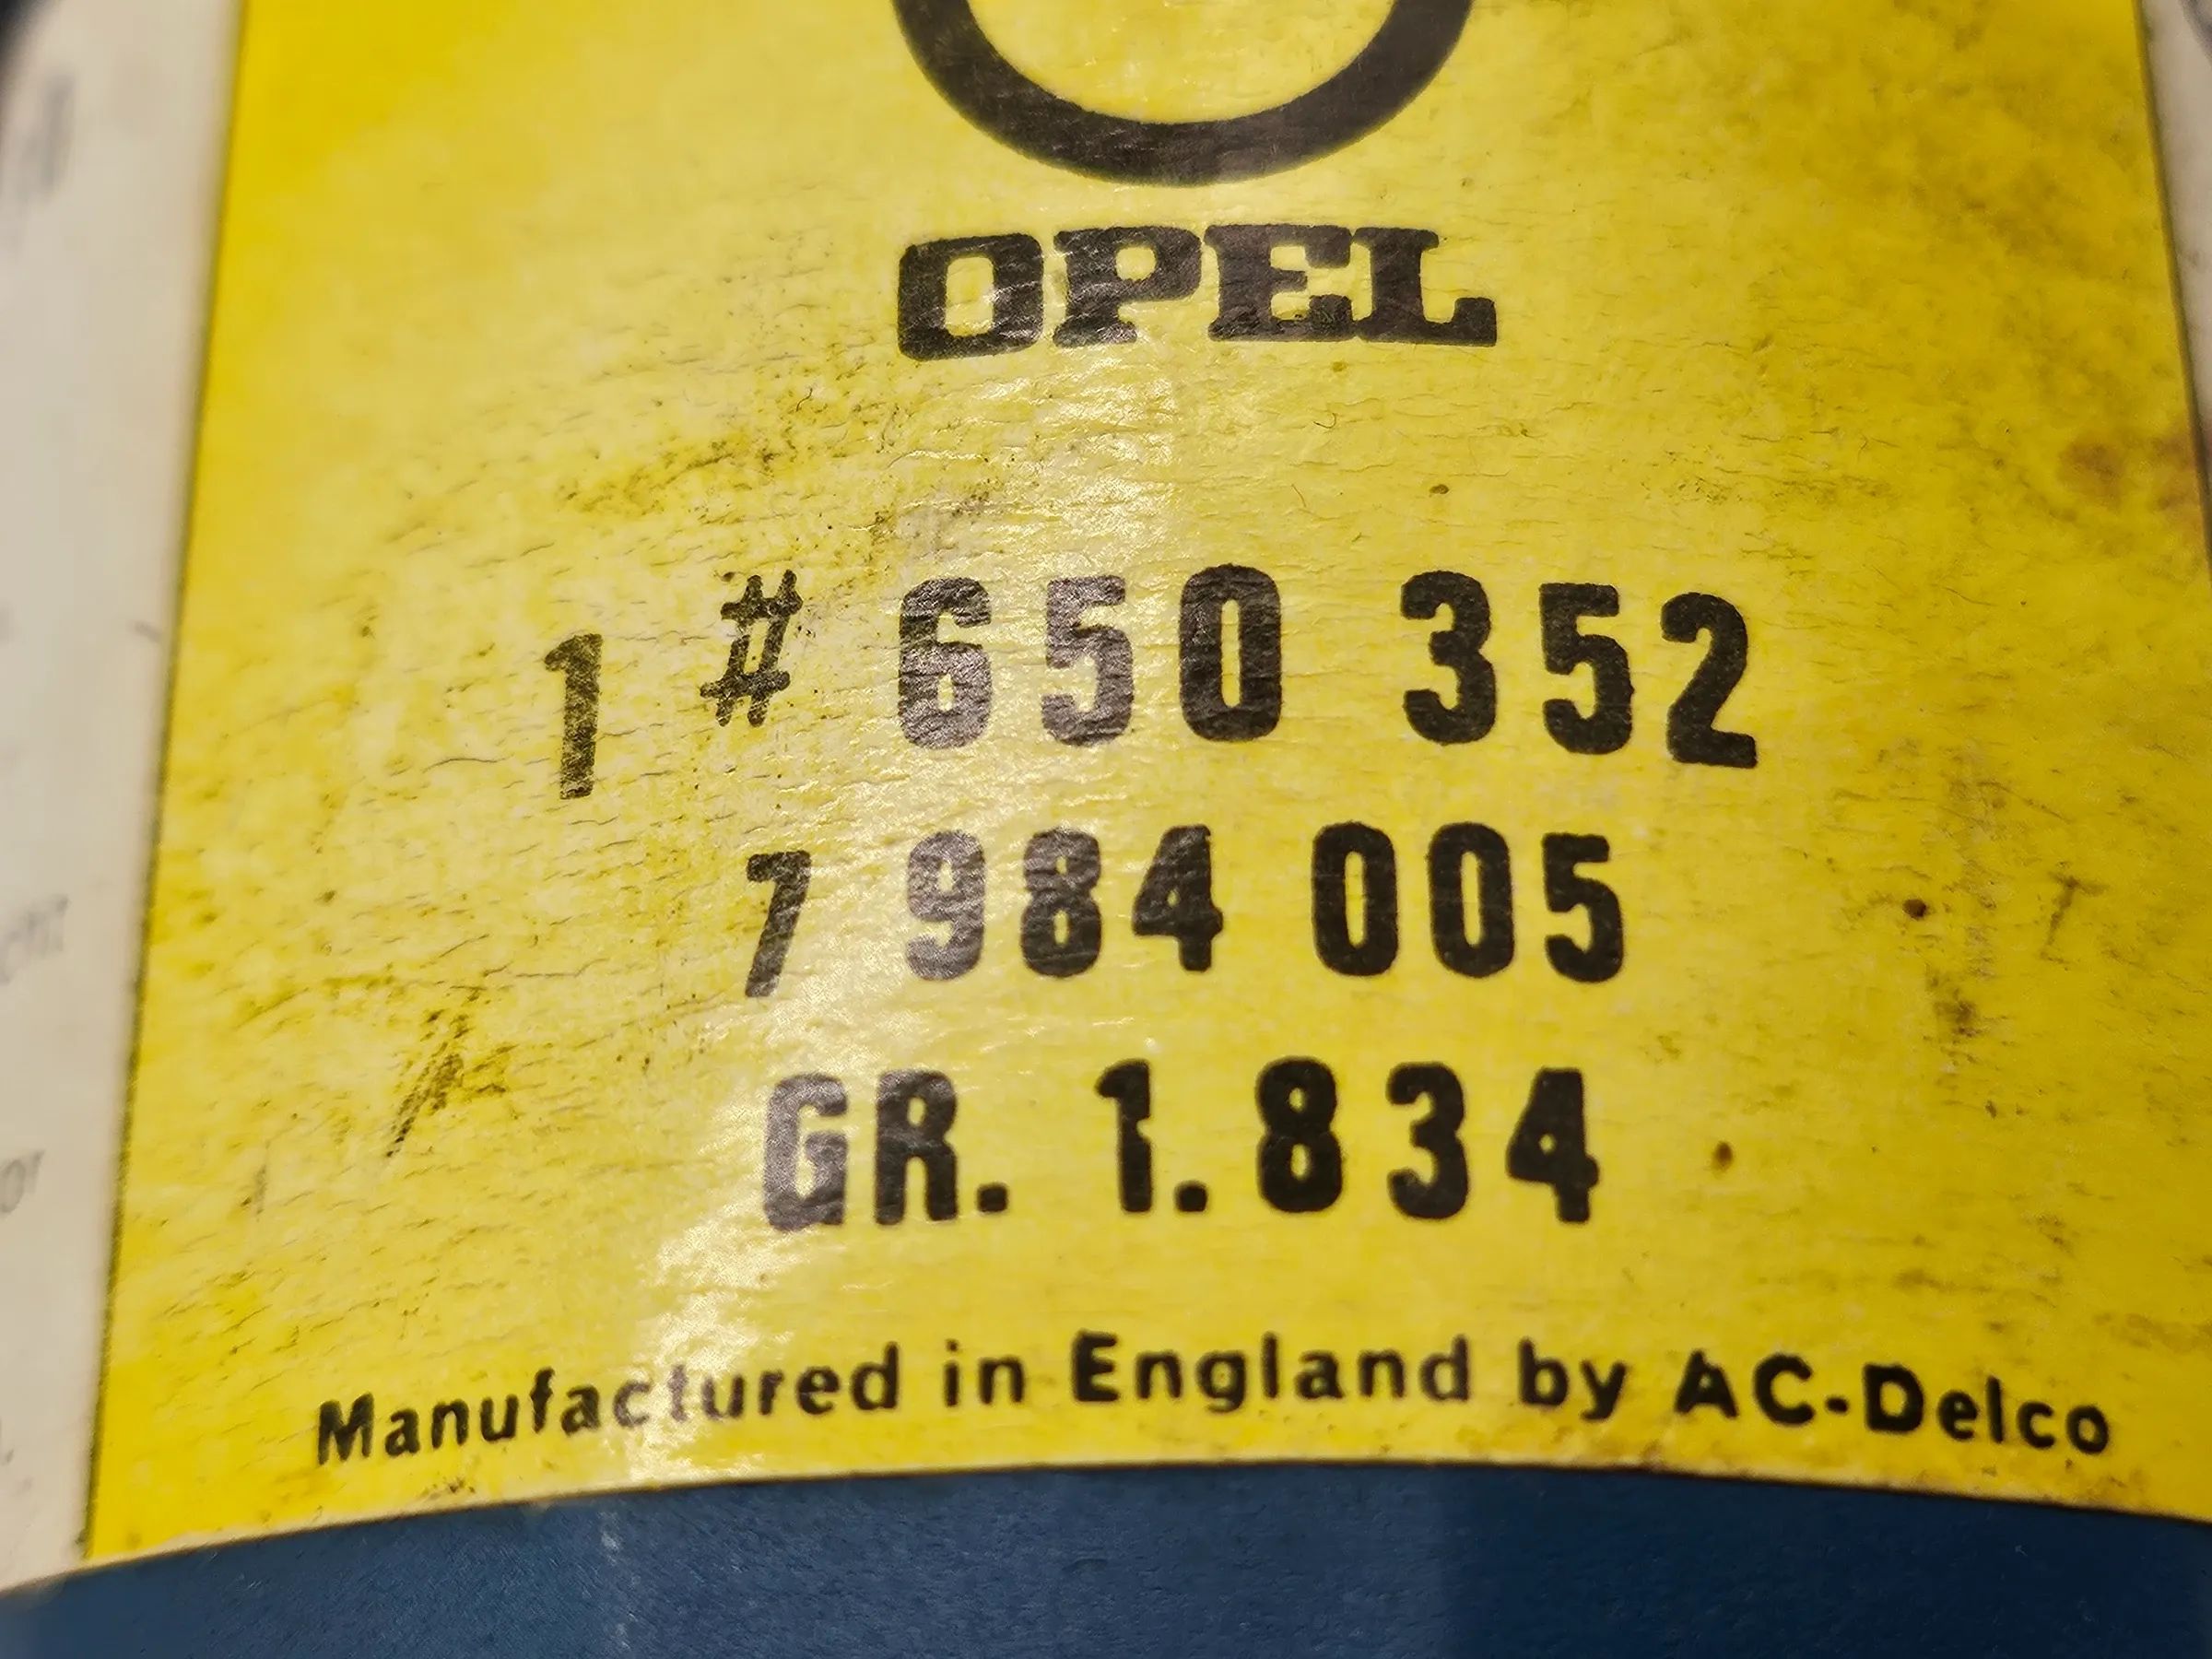 OPEL
1 # 650 352
7 984 005
GR. 1.834
Manufactured in England by AC-Delco